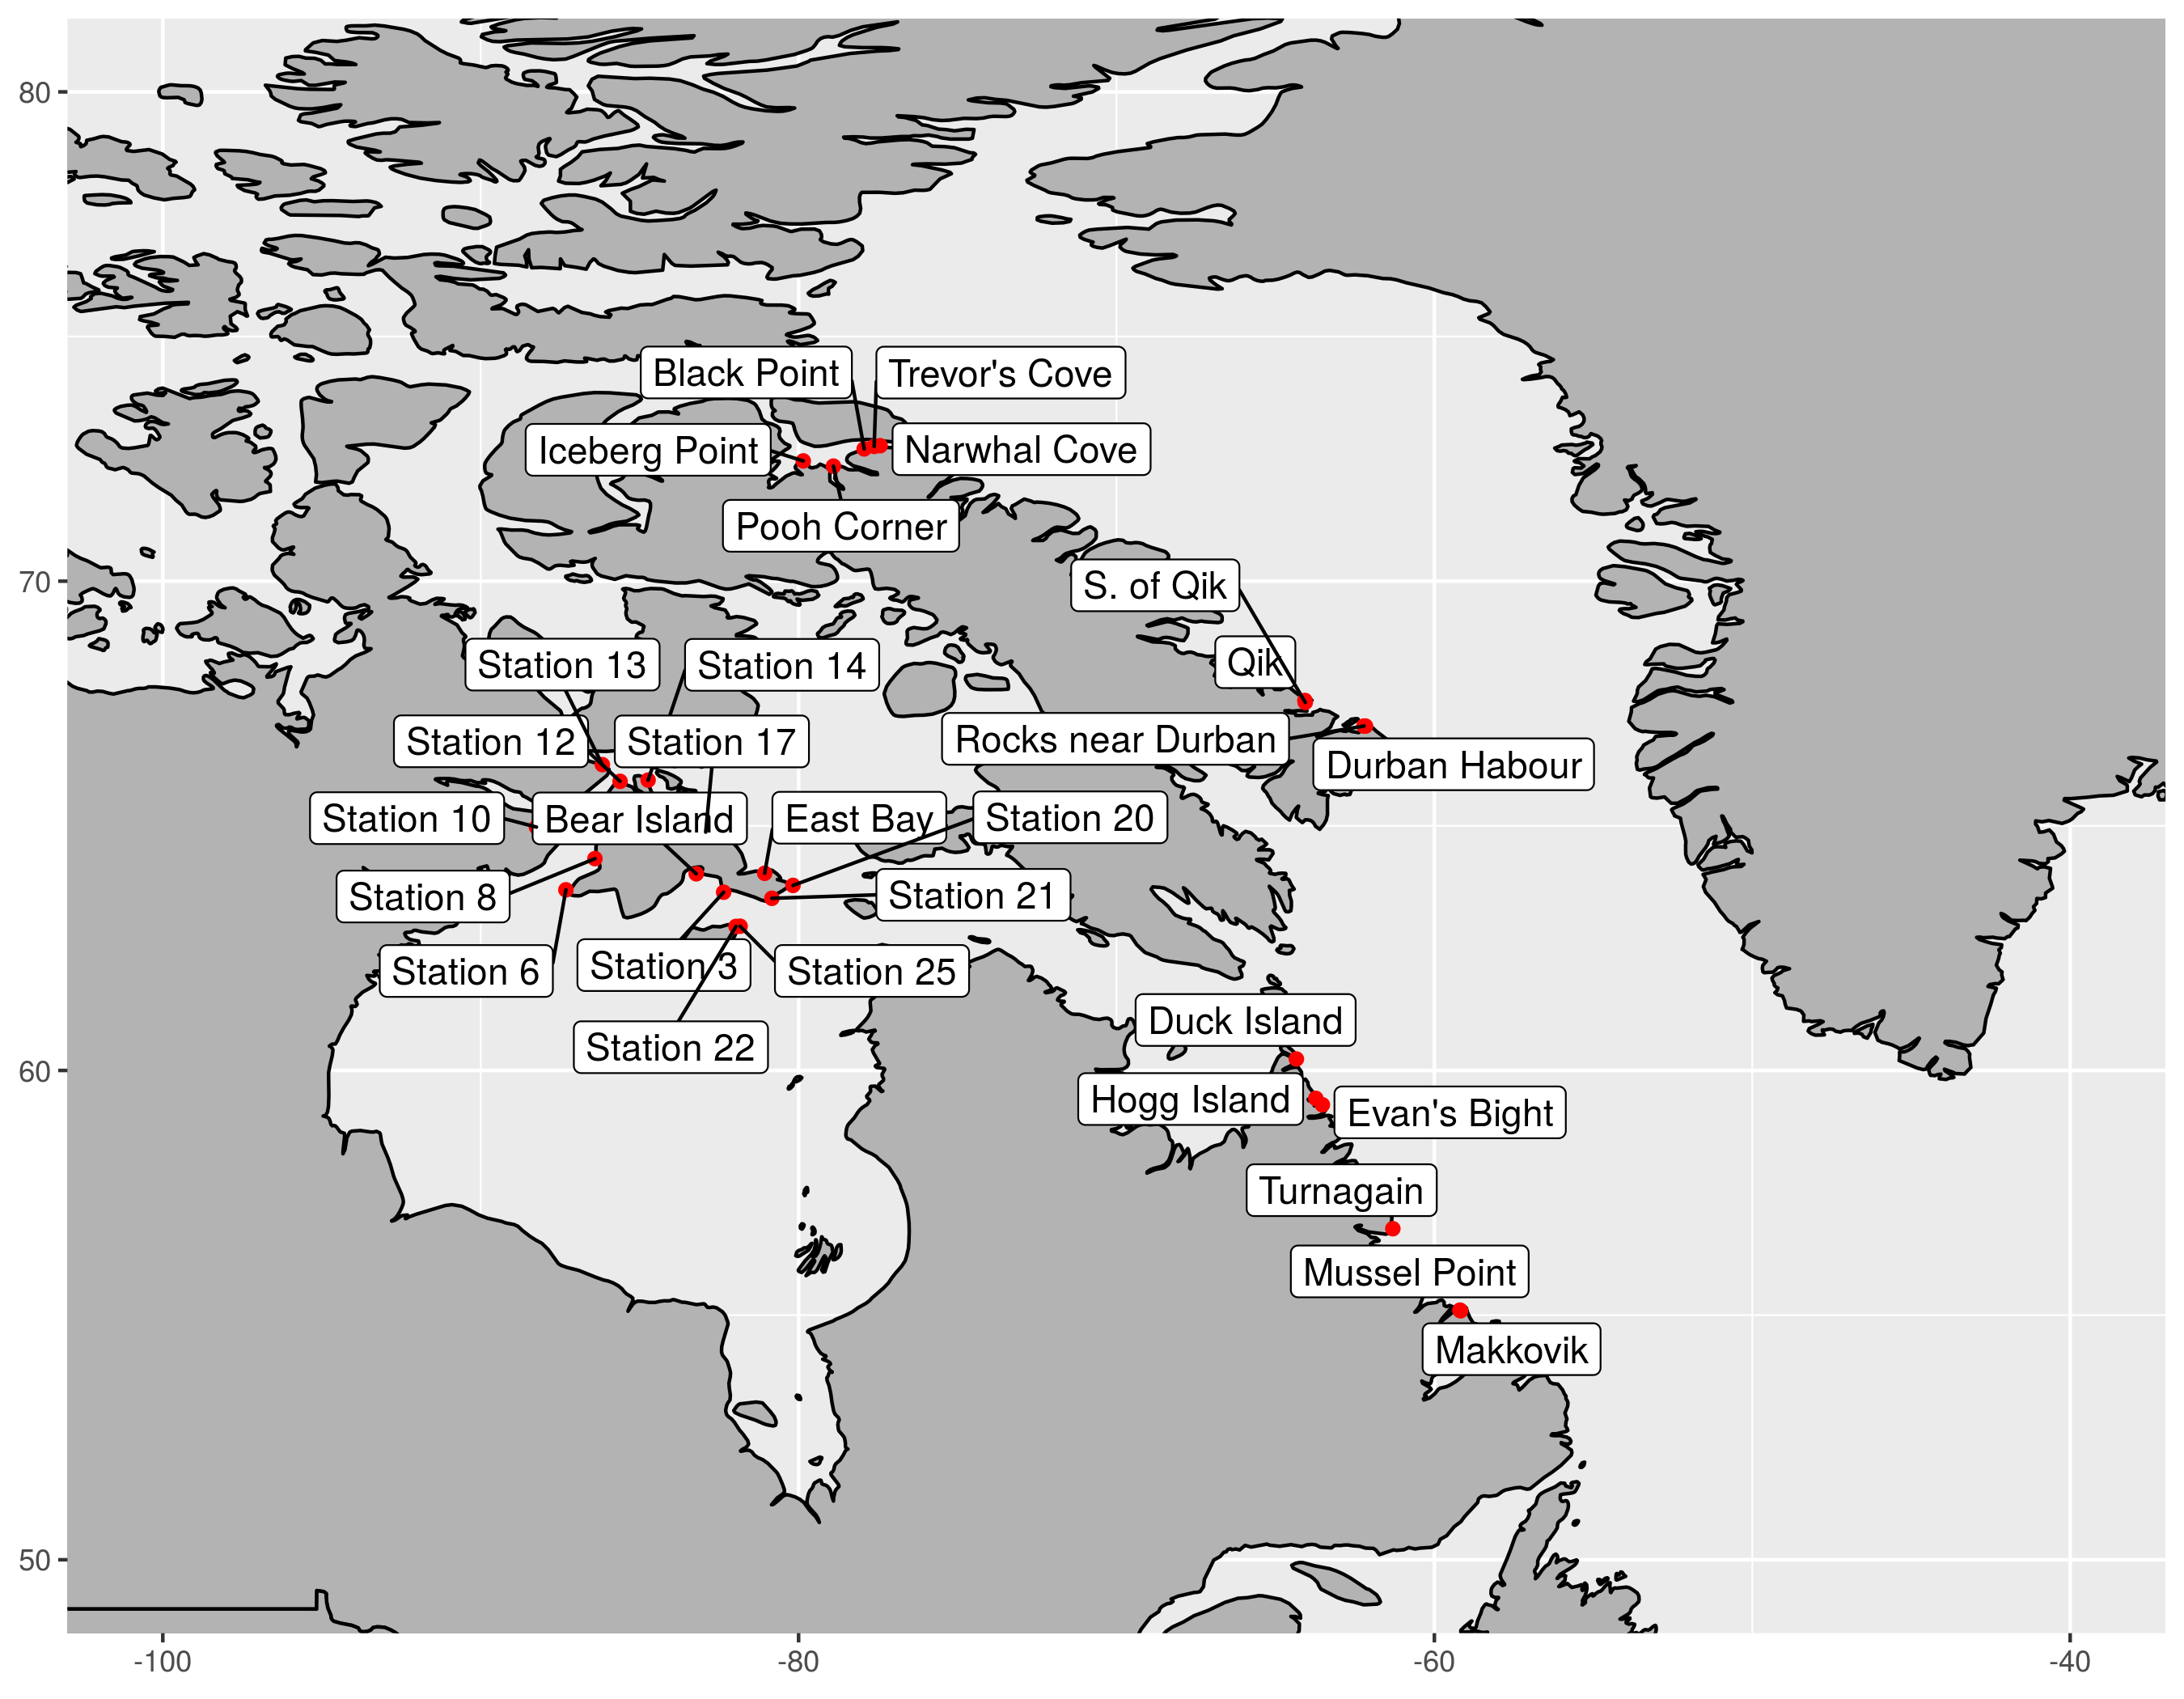 80
Black Point
Trevor's Cove
Iceberg Point
Narwhal Cove
Pooh Corner
70
S. of Qik
Station 13
Station 14
Qik
Station 12
Station 17
Rocks near Durban
Durban Habour
Station 10
Bear Island
East Bay
Station 20
Station 8
Station 21
Station 6
Station 3
Station 25
Duck Island
Station 22
60
Hogg Island
Evan's Bight
Turnagain
Mussel Point
Makkovik
50
-100
-80
-60
-40